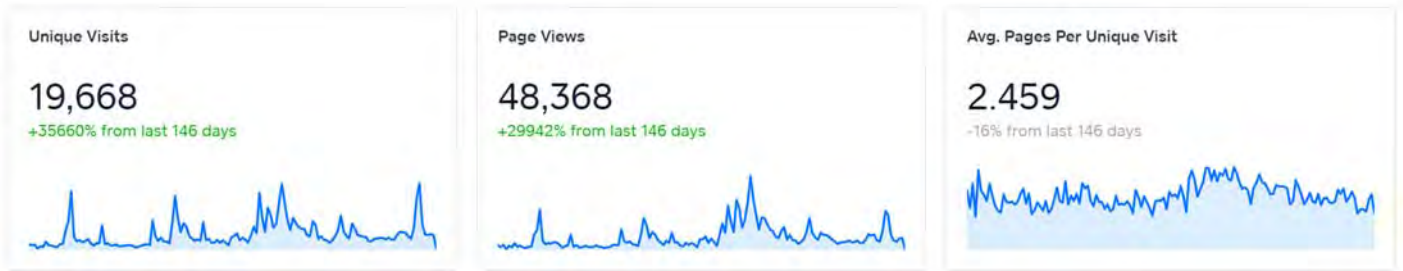 Unique Visits
19,668
+35660% from last 146 days
Page Views
48,368
+29942% from last 146 days
Avg. Pages Per Unique Visit
2.459
-16% from last 146 days